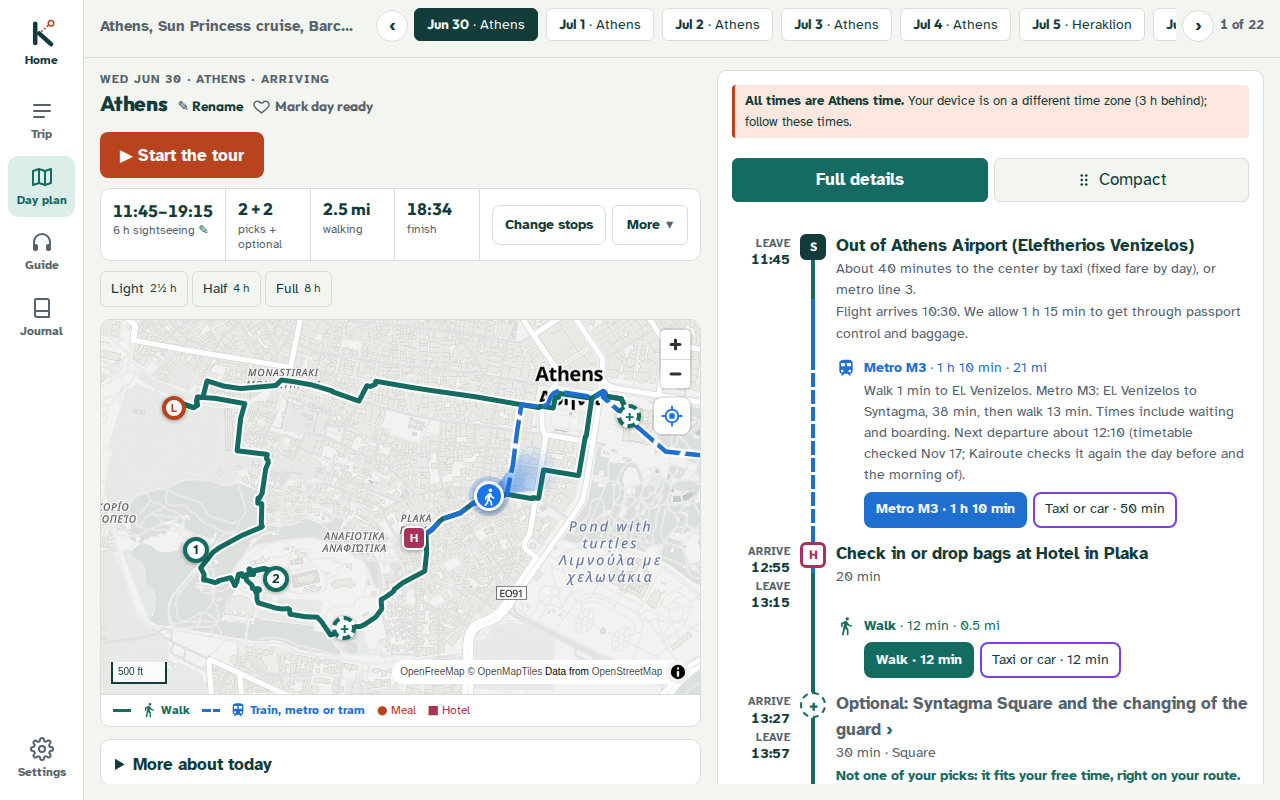 Home
Trip
Day plan
Guide
Journal
Settings
Athens, Sun Princess cruise, Barc...
‹
Jun 30 · Athens
Jul 1 · Athens
Jul 2 · Athens
Jul 3 · Athens
Jul 4 · Athens
Jul 5 · Heraklion
›
1 of 22
WED JUN 30 · ATHENS · ARRIVING
Athens
✎ Rename
Mark day ready
▶ Start the tour
11:45–19:15
6 h sightseeing ✎
2 + 2
picks +
optional
2.5 mi
walking
18:34
finish
Change stops
More ▾
Light 2½ h
Half 4 h
Full 8 h
MONASTIRAKI
Athens
L
+
+
−
PLAKA
H
ΑΝΑFIOTIKA
ΑΝΑΦΙΩΤΙΚΑ
1
2
+
Pond with
turtles
Λιμνούλα με
χελωνάκια
EO91
500 ft
OpenFreeMap © OpenMapTiles Data from OpenStreetMap
Walk
Train, metro or tram
Meal
Hotel
▶ More about today
All times are Athens time. Your device is on a different time zone (3 h behind);
follow these times.
Full details
Compact
LEAVE
11:45
S
Out of Athens Airport (Eleftherios Venizelos)
About 40 minutes to the center by taxi (fixed fare by day), or
metro line 3.
Flight arrives 10:30. We allow 1 h 15 min to get through passport
control and baggage.
Metro M3 · 1 h 10 min · 21 mi
Walk 1 min to El. Venizelos. Metro M3: El. Venizelos to
Syntagma, 38 min, then walk 13 min. Times include waiting
and boarding. Next departure about 12:10 (timetable
checked Nov 17; Kairoute checks it again the day before and
the morning of).
Metro M3 · 1 h 10 min
Taxi or car · 50 min
ARRIVE
12:55
LEAVE
13:15
H
Check in or drop bags at Hotel in Plaka
20 min
Walk · 12 min · 0.5 mi
Walk · 12 min
Taxi or car · 12 min
ARRIVE
13:27
LEAVE
13:57
+
Optional: Syntagma Square and the changing of the
guard ›
30 min · Square
Not one of your picks: it fits your free time, right on your route.